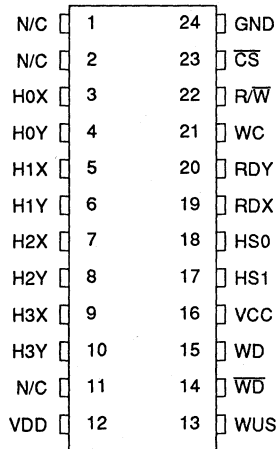 N/C 1 24 GND
N/C 2 23 C̅S̅
H0X 3 22 R/W̅
H0Y 4 21 WC
H1X 5 20 RDY
H1Y 6 19 RDX
H2X 7 18 HS0
H2Y 8 17 HS1
H3X 9 16 VCC
H3Y 10 15 WD
N/C 11 14 W̅D̅
VDD 12 13 WUS